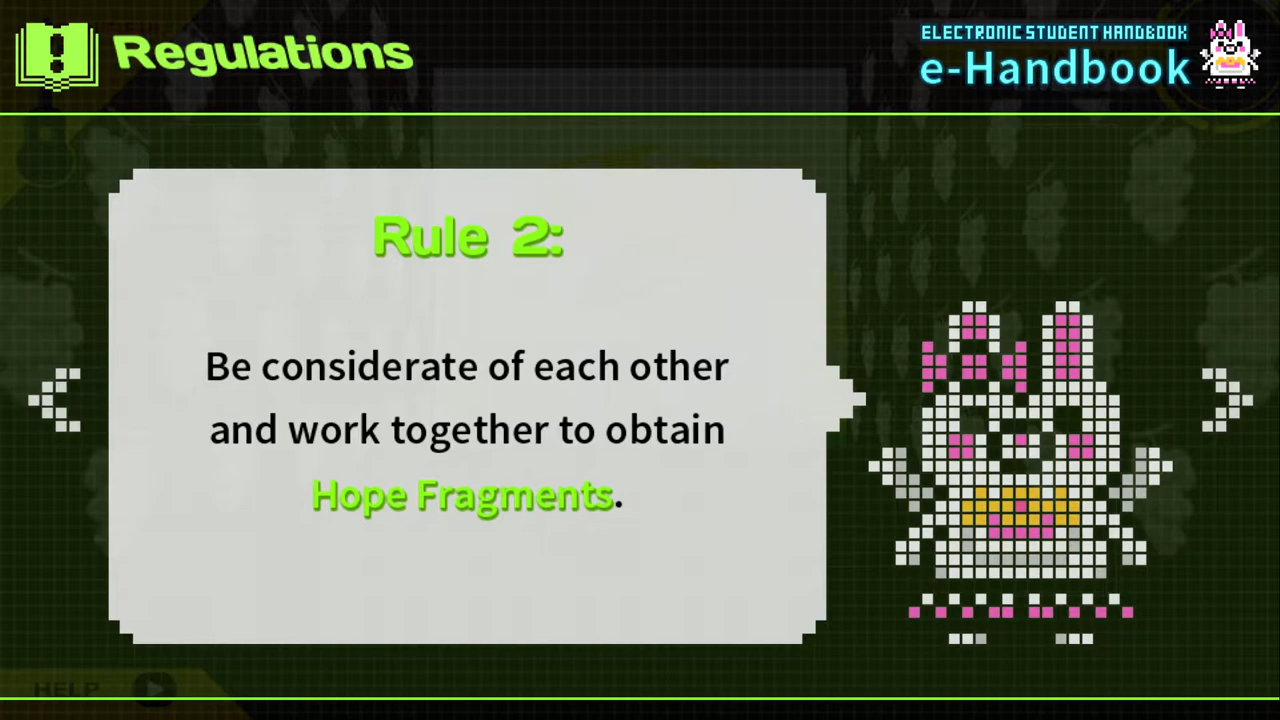 Regulations
ELECTRONIC STUDENT HANDBOOK
e-Handbook
Rule 2:
Be considerate of each other
and work together to obtain
Hope Fragments.
HELP